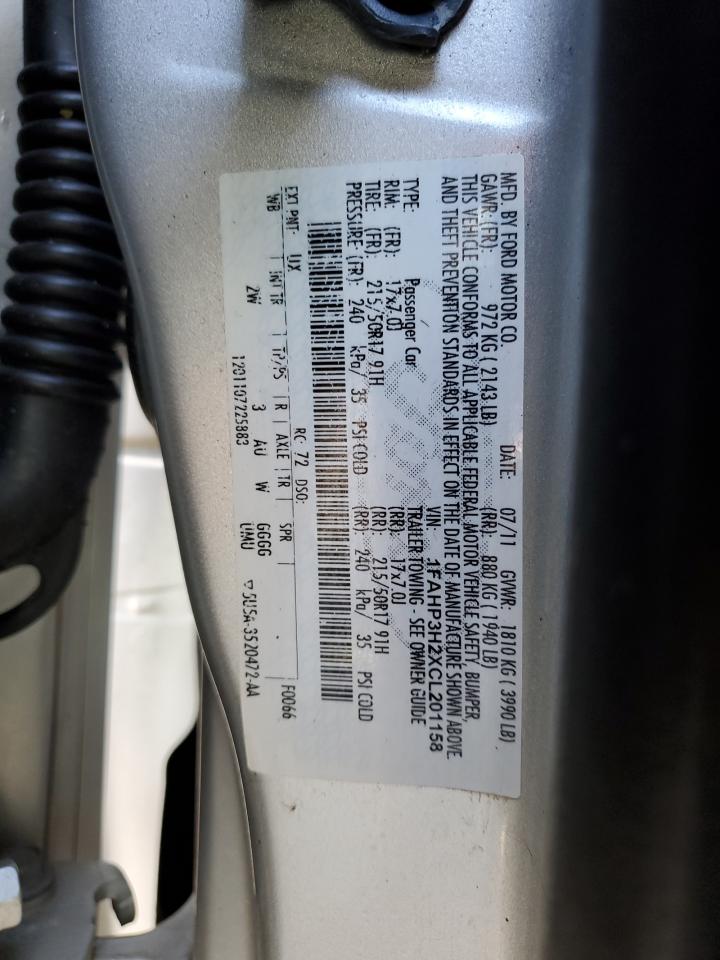 MFD. BY FORD MOTOR CO.
DATE: 07/11 GVWR: 1810 KG ( 3990 LB)
GAWR: (FR): 972 KG ( 2143 LB) (RR): 880 KG ( 1940 LB)
THIS VEHICLE CONFORMS TO ALL APPLICABLE FEDERAL MOTOR VEHICLE SAFETY, BUMPER,
AND THEFT PREVENTION STANDARDS IN EFFECT ON THE DATE OF MANUFACTURE SHOWN ABOVE.
VIN: 1FAHP3H2XCL201158
TYPE: Passenger Car TRAILER TOWING - SEE OWNER GUIDE
RIM: (FR): 17x7.0J (RR): 17x7.0J
TIRE: (FR): 215/50R17 91H (RR): 215/50R17 91H
PRESSURE (FR): 240 kPa/ 35 PSI COLD (RR): 240 kPa/ 35 PSI COLD
RC: 72 DSO: F0066
EXT PNT: UX
WB INT TR TP/PS R AXLE TR SPR
ZW 3 AU W GGGG UMU
1201107225883 5U5A-3520472-AA